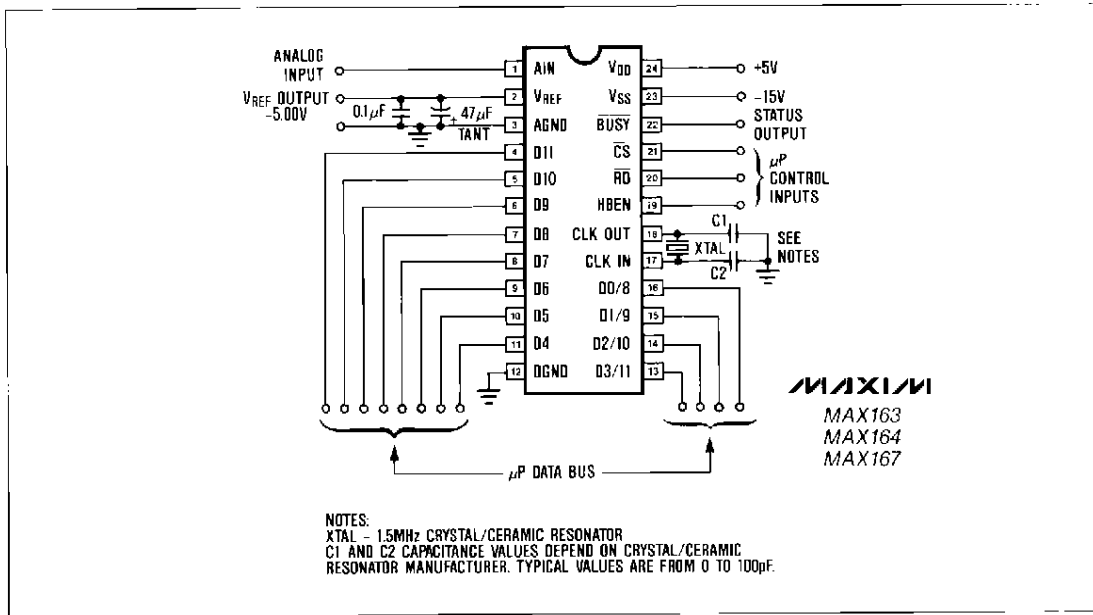 ANALOG
INPUT
VREF OUTPUT
-5.00V
0.1µF
+ 47µF
TANT
1 AIN
2 VREF
3 AGND
4 D11
5 D10
6 D9
7 D8
8 D7
9 D6
10 D5
11 D4
12 DGND
VDD 24
VSS 23
BUSY 22
CS 21
RD 20
HBEN 19
CLK OUT 18
CLK IN 17
D0/8 16
D1/9 15
D2/10 14
D3/11 13
+5V
-15V
STATUS
OUTPUT
µP
CONTROL
INPUTS
C1
XTAL
C2
SEE
NOTES
MAXIM
MAX163
MAX164
MAX167
µP DATA BUS
NOTES:
XTAL - 1.5MHz CRYSTAL/CERAMIC RESONATOR
C1 AND C2 CAPACITANCE VALUES DEPEND ON CRYSTAL/CERAMIC
RESONATOR MANUFACTURER. TYPICAL VALUES ARE FROM 0 TO 100pF.